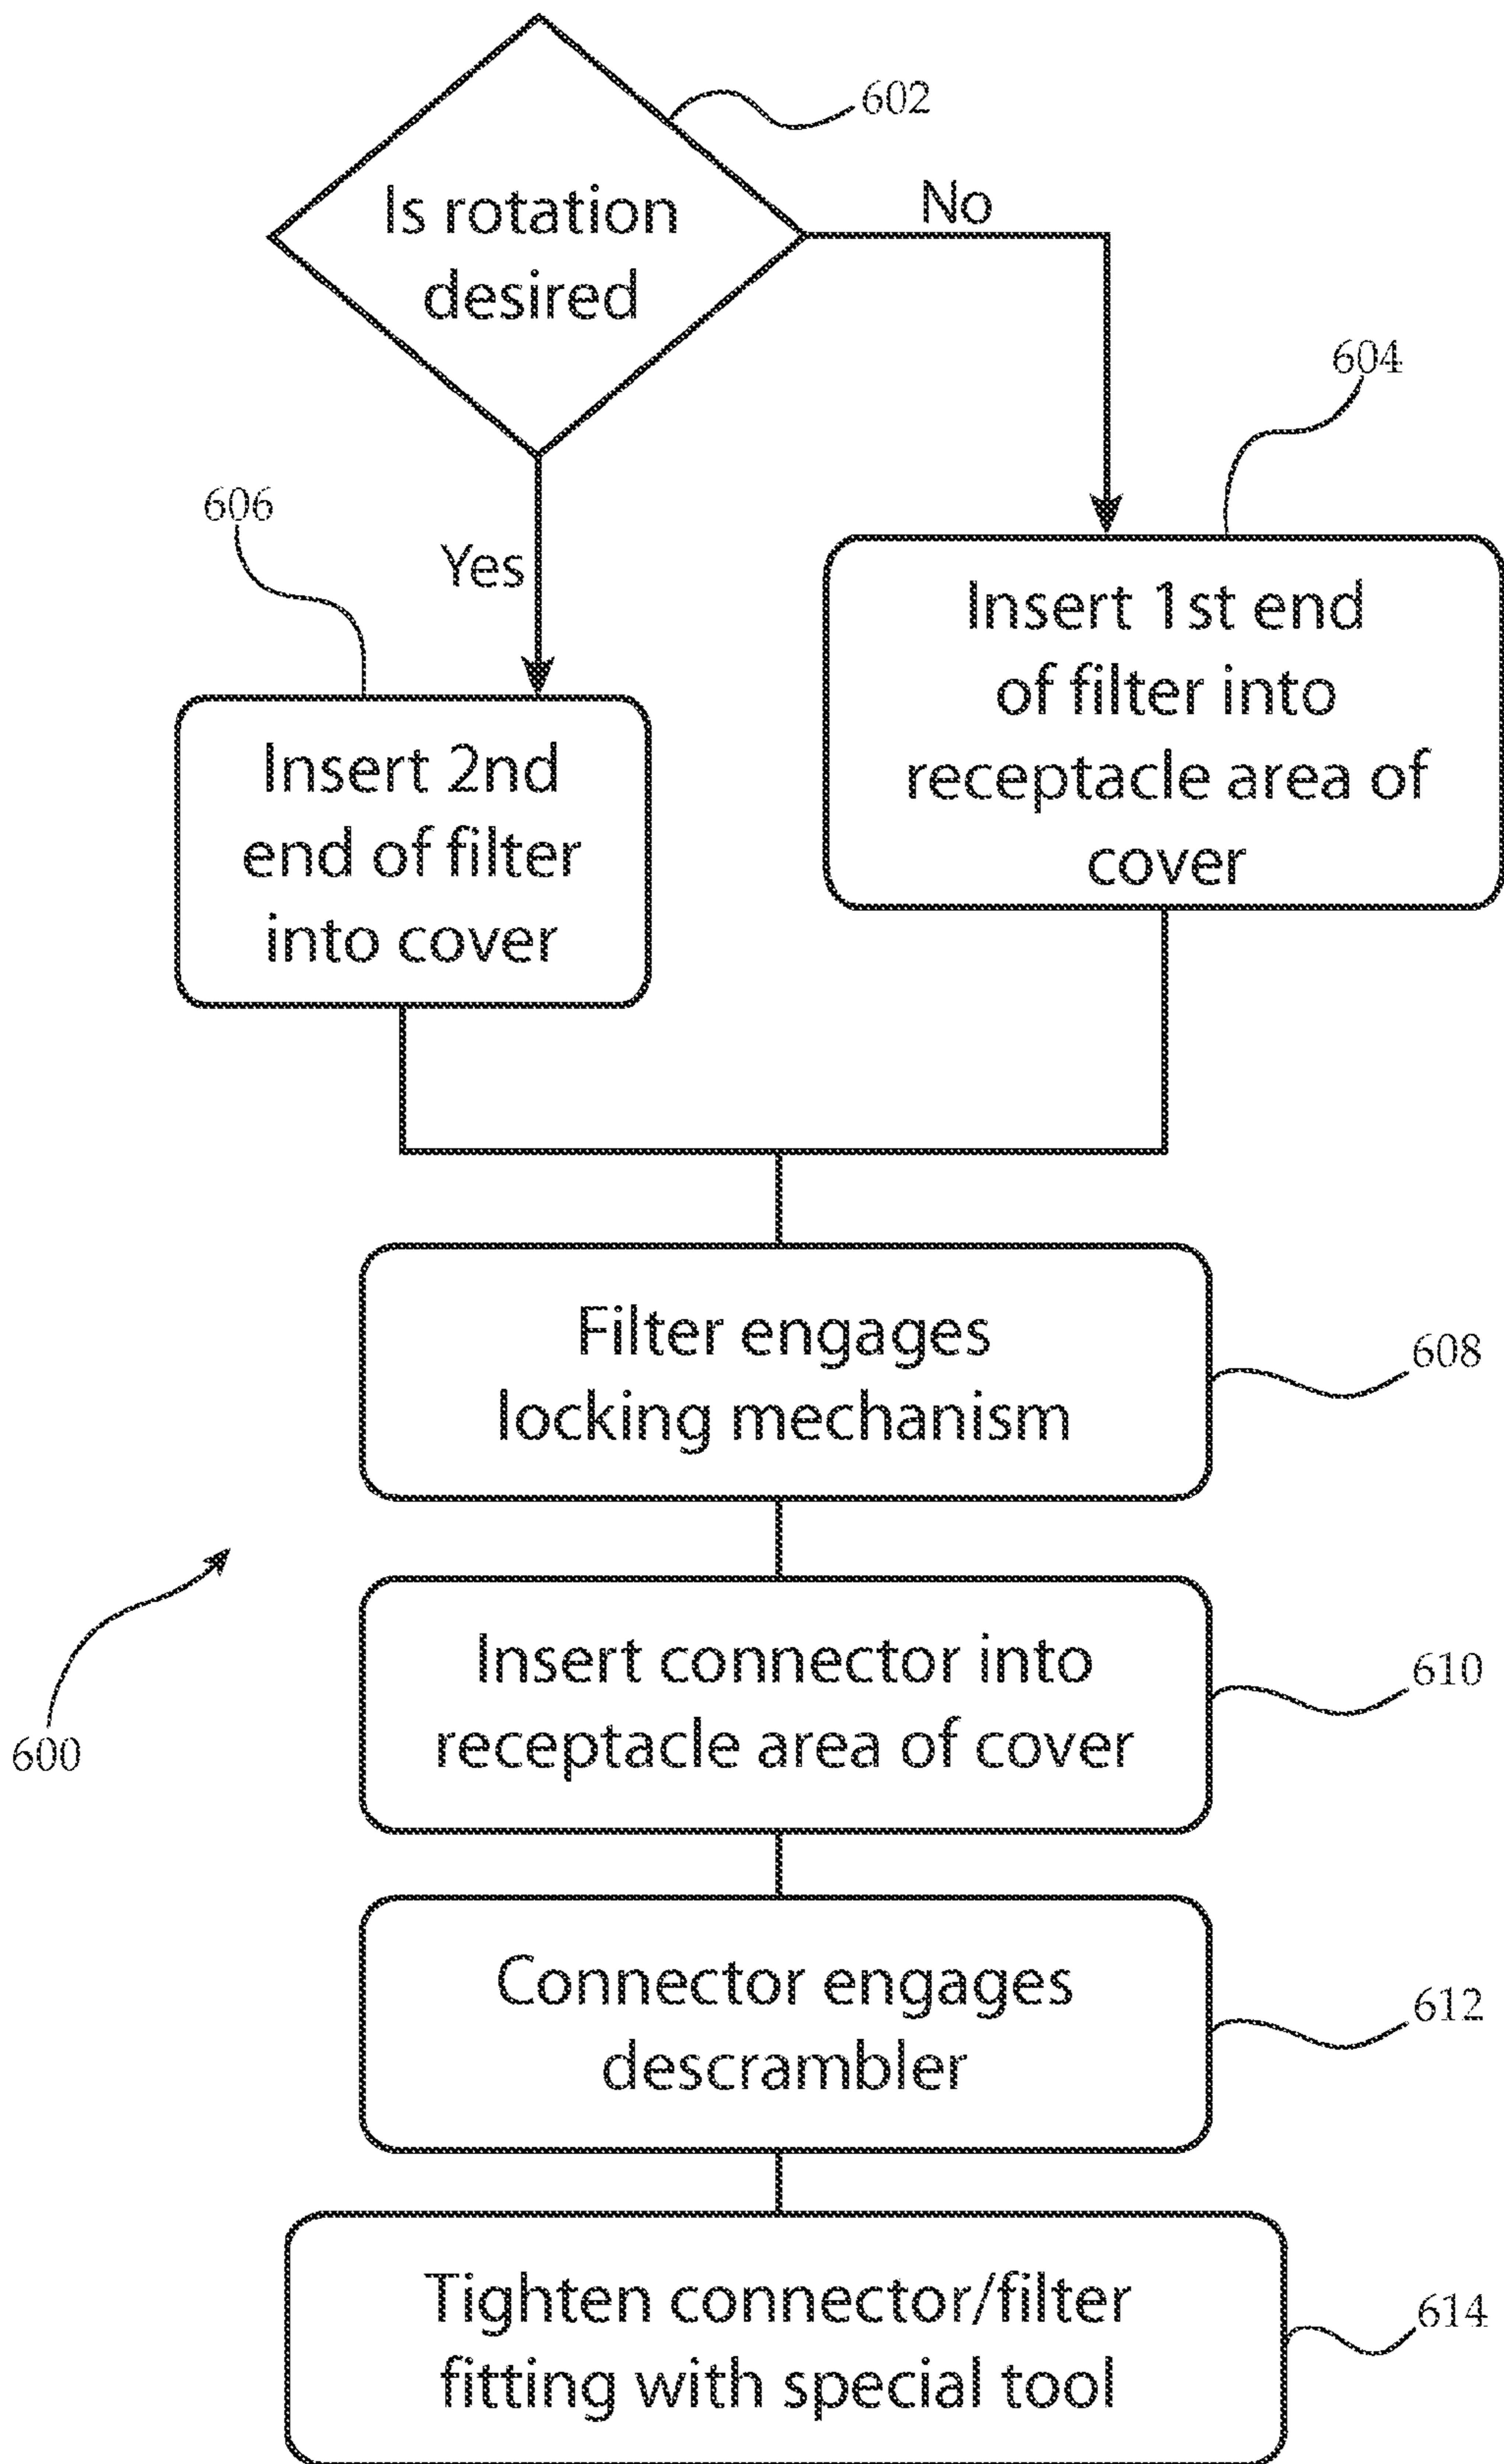 602
Is rotation
desired
No
604
606
Yes
Insert 1st end
of filter into
receptacle area of
cover
Insert 2nd
end of filter
into cover
Filter engages
locking mechanism
608
600
Insert connector into
receptacle area of cover
610
Connector engages
descrambler
612
Tighten connector/filter
fitting with special tool
614